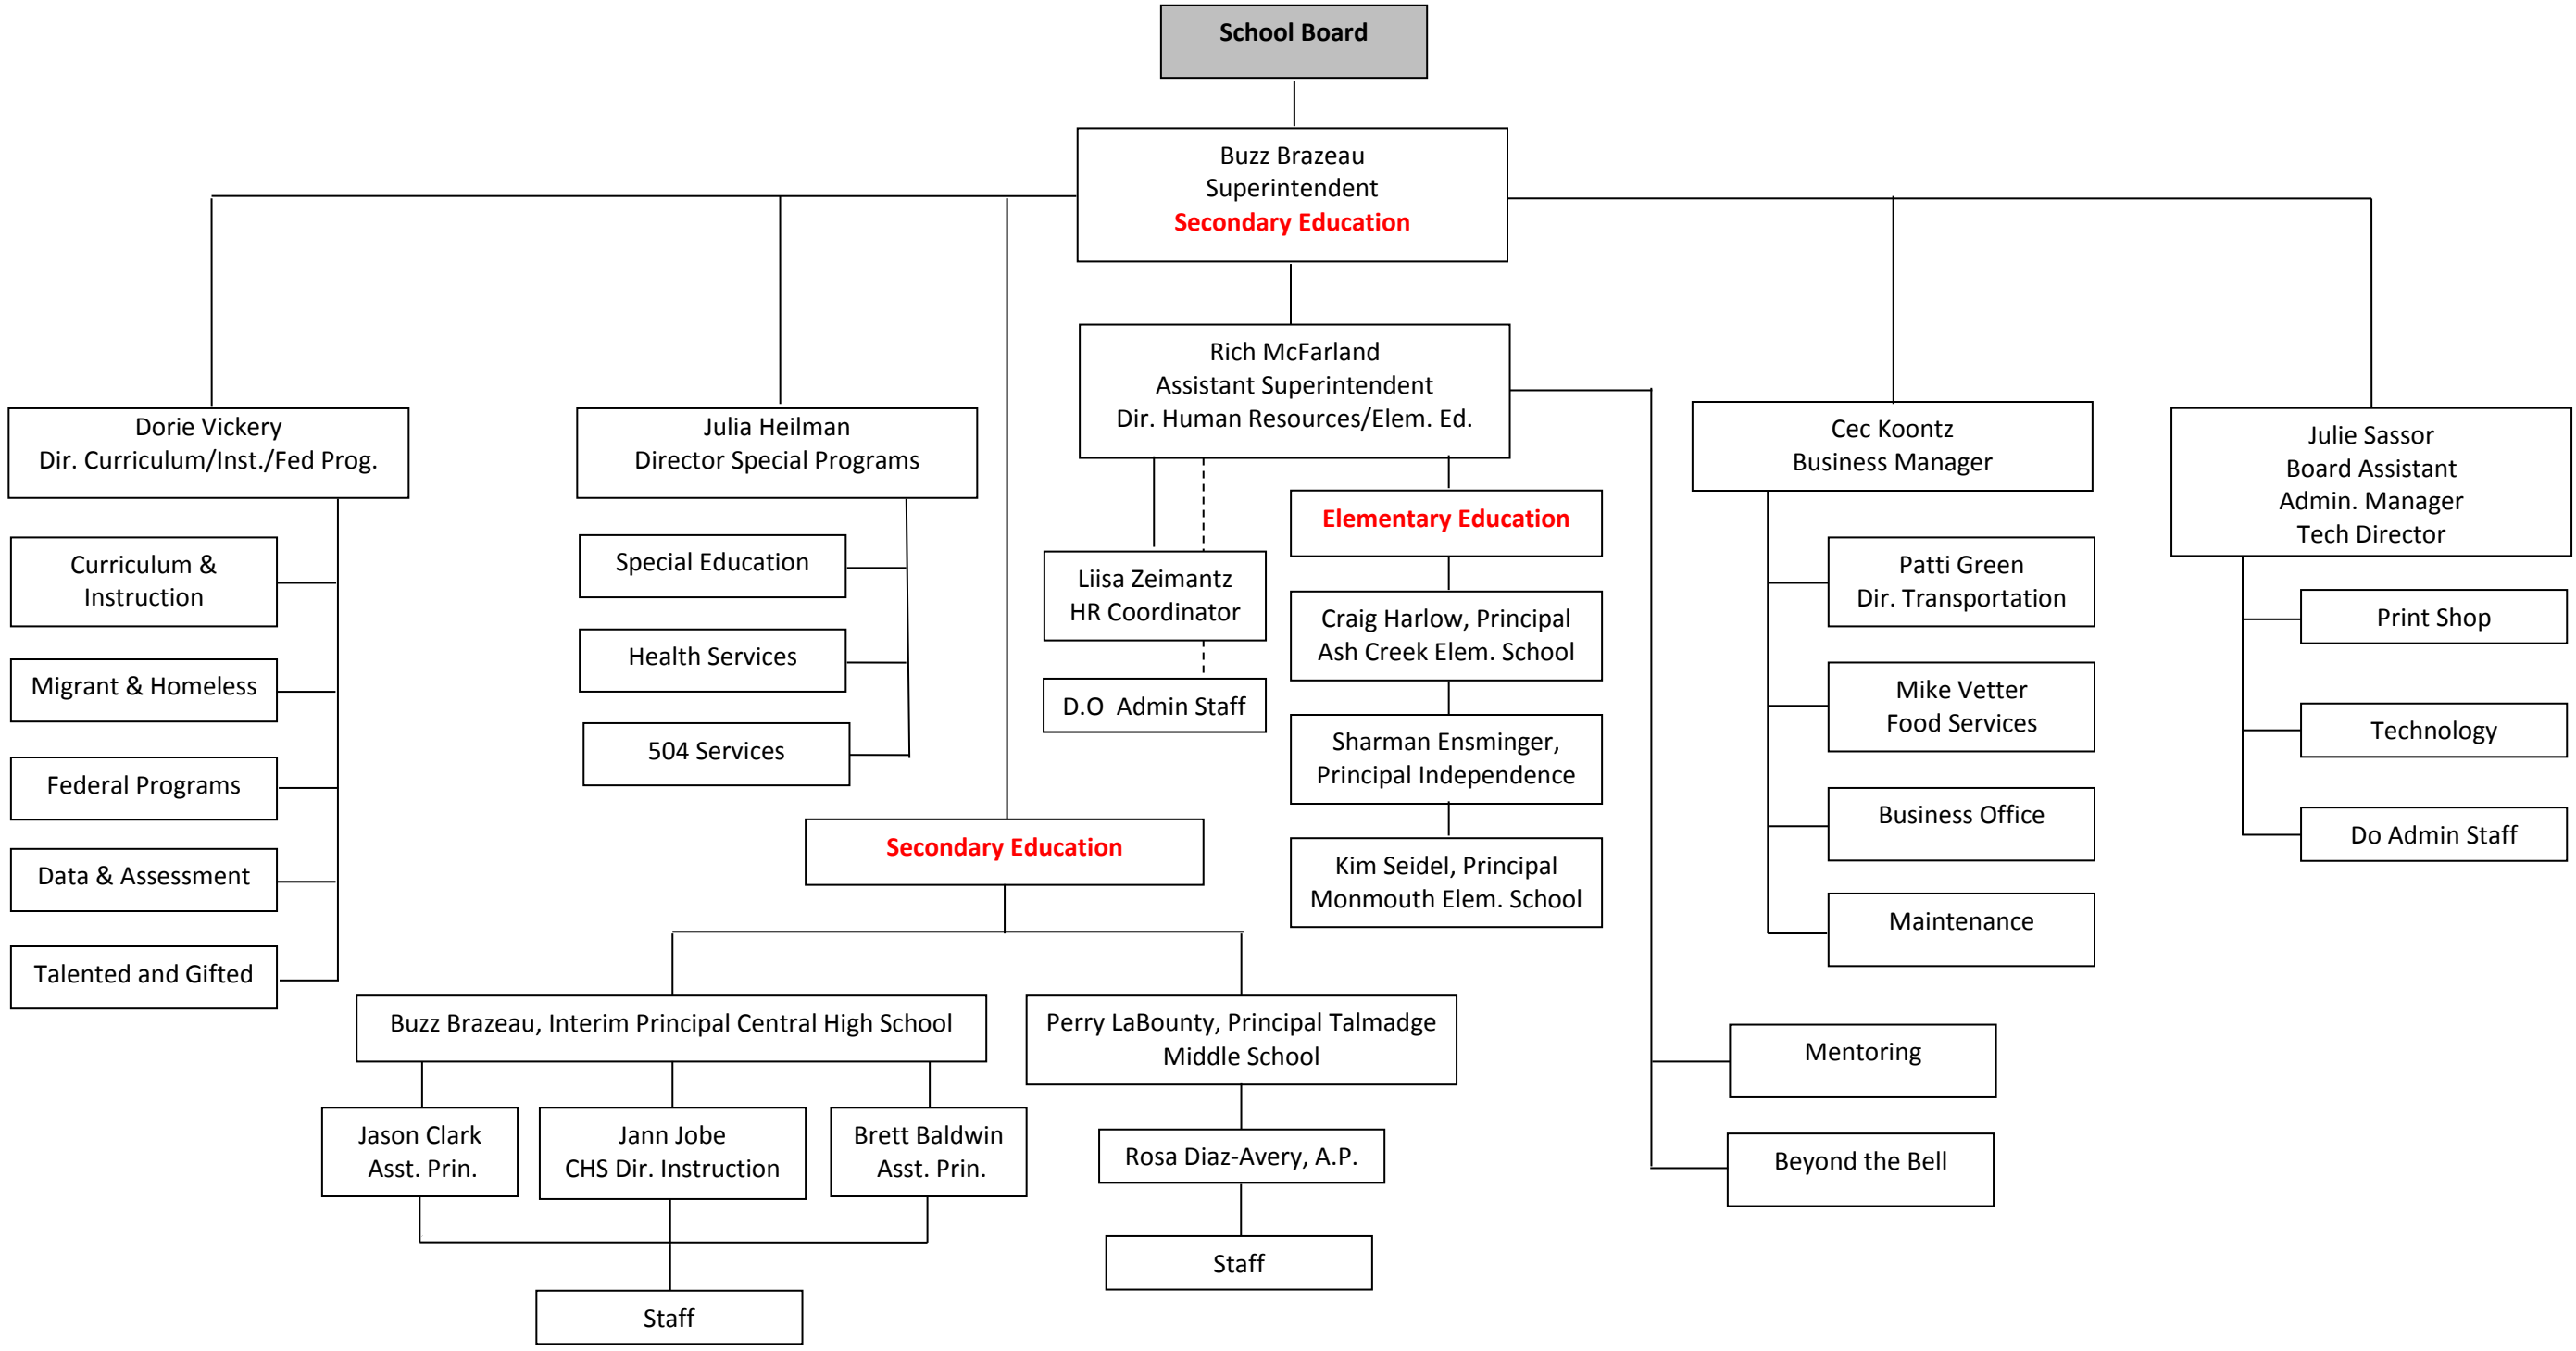 School Board
Buzz Brazeau
Superintendent
Secondary Education
Rich McFarland
Assistant Superintendent
Dir. Human Resources/Elem. Ed.
Dorie Vickery
Dir. Curriculum/Inst./Fed Prog.
Curriculum &
Instruction
Migrant & Homeless
Federal Programs
Data & Assessment
Talented and Gifted
Julia Heilman
Director Special Programs
Special Education
Health Services
504 Services
Secondary Education
Buzz Brazeau, Interim Principal Central High School
Jason Clark
Asst. Prin.
Jann Jobe
CHS Dir. Instruction
Brett Baldwin
Asst. Prin.
Staff
Perry LaBounty, Principal Talmadge
Middle School
Rosa Diaz-Avery, A.P.
Staff
Liisa Zeimantz
HR Coordinator
D.O  Admin Staff
Elementary Education
Craig Harlow, Principal
Ash Creek Elem. School
Sharman Ensminger,
Principal Independence
Kim Seidel, Principal
Monmouth Elem. School
Mentoring
Beyond the Bell
Cec Koontz
Business Manager
Patti Green
Dir. Transportation
Mike Vetter
Food Services
Business Office
Maintenance
Julie Sassor
Board Assistant
Admin. Manager
Tech Director
Print Shop
Technology
Do Admin Staff